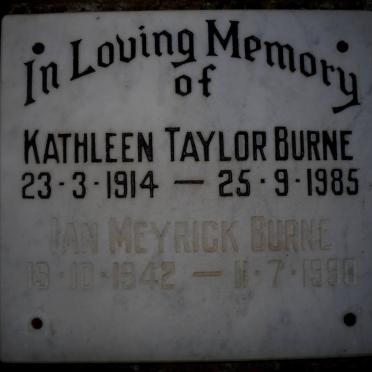 In Loving Memory
of
KATHLEEN TAYLOR BURNE
23 · 3 · 1914 — 25 · 9 · 1985
IAN MEYRICK BURNE
19 · 10 · 1942 — 11 · 7 · 1990